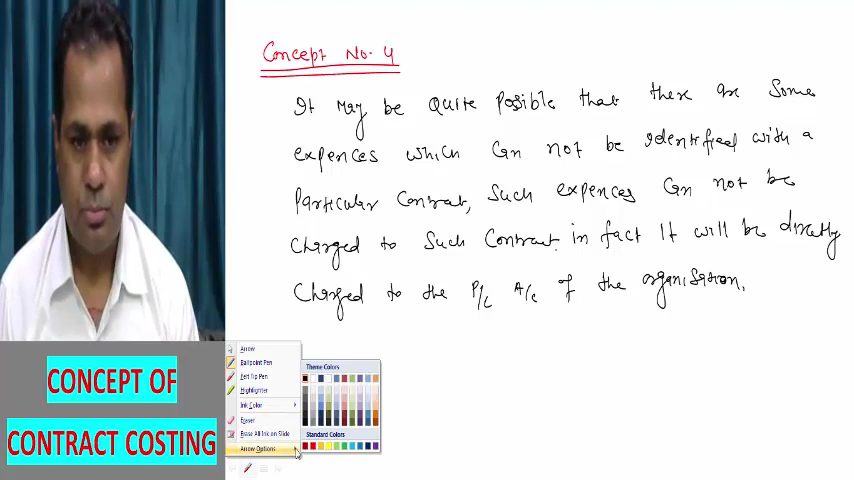 Concept No. 4
It may be quite possible that there are some
expences which can not be identified with a
particular contract, such expences can not be
charged to such contract. in fact it will be directly
charged to the P/L A/c of the organisation.
Arrow
Ballpoint Pen
Felt Tip Pen
Highlighter
Ink Color
Eraser
Erase All Ink on Slide
Arrow Options
Theme Colors
Standard Colors
CONCEPT OF
CONTRACT COSTING